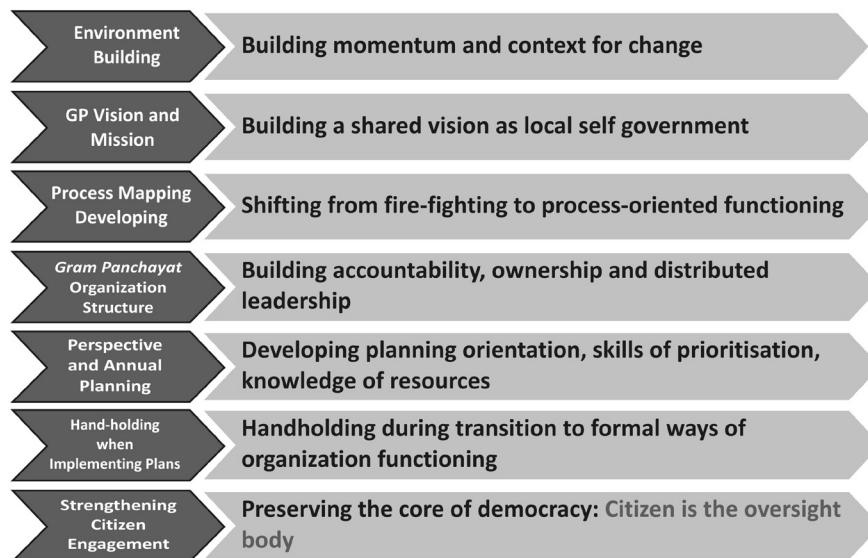 Environment
Building
Building momentum and context for change
GP Vision and
Mission
Building a shared vision as local self government
Process Mapping
Developing
Shifting from fire-fighting to process-oriented functioning
Gram Panchayat
Organization
Structure
Building accountability, ownership and distributed
leadership
Perspective
and Annual
Planning
Developing planning orientation, skills of prioritisation,
knowledge of resources
Hand-holding
when
Implementing Plans
Handholding during transition to formal ways of
organization functioning
Strengthening
Citizen
Engagement
Preserving the core of democracy: Citizen is the oversight
body